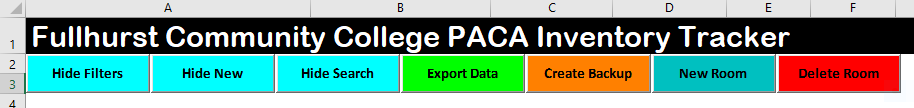 A B C D E F
1 Fullhurst Community College PACA Inventory Tracker
2 Hide Filters Hide New Hide Search Export Data Create Backup New Room Delete Room
3
4